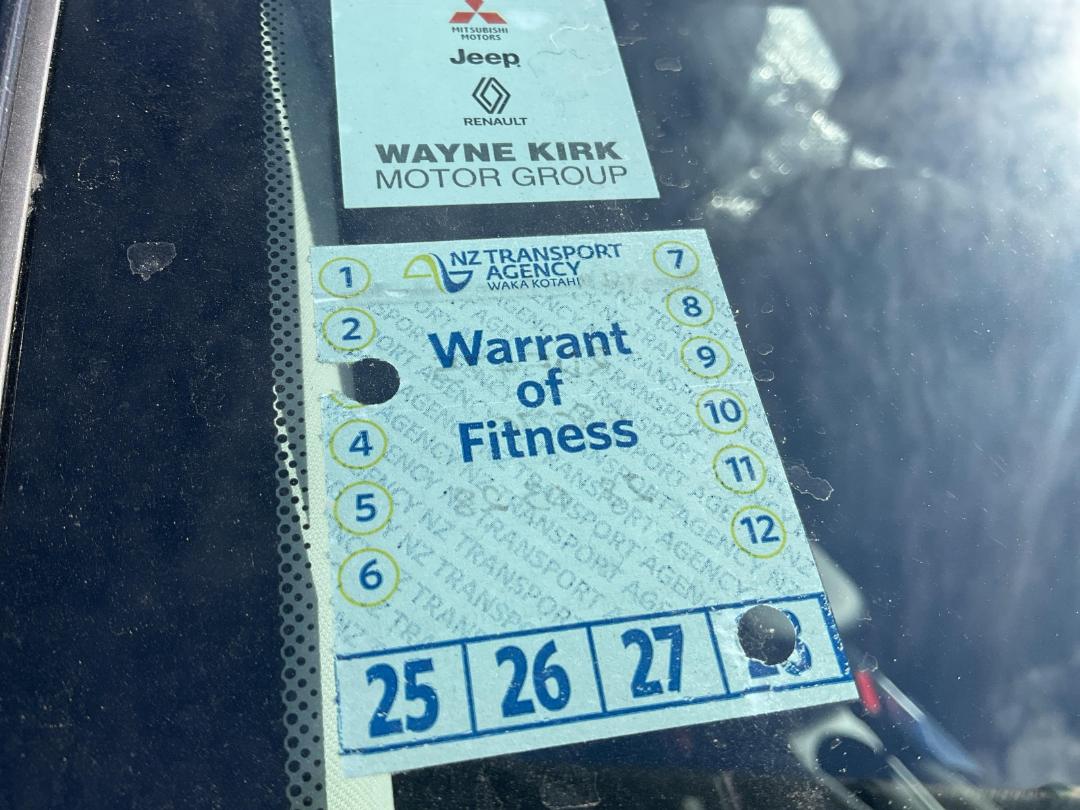 MITSUBISHI
MOTORS
Jeep
RENAULT
WAYNE KIRK
MOTOR GROUP
NZ TRANSPORT
AGENCY
WAKA KOTAHI
Warrant
of
Fitness
1
2
4
5
6
7
8
9
10
11
12
25 26 27